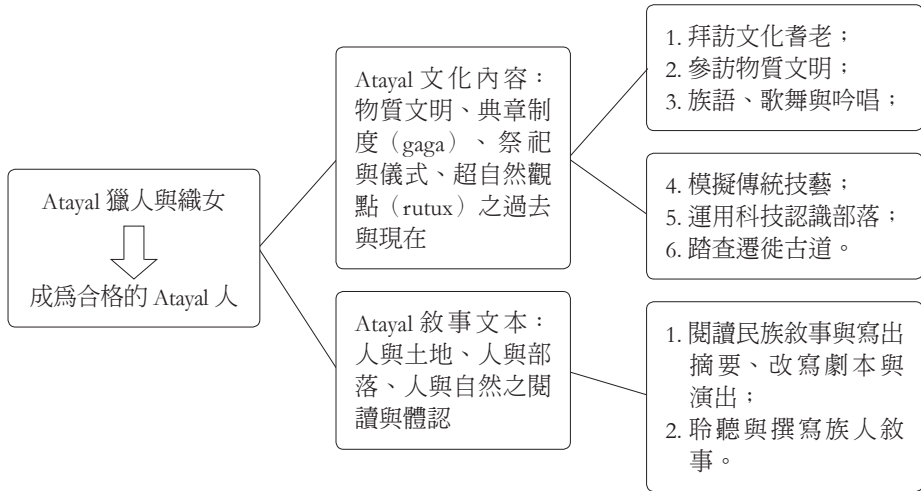 Atayal 獵人與織女
成爲合格的 Atayal 人
Atayal 文化內容：
物質文明、典章制
度（gaga）、祭祀
與儀式、超自然觀
點（rutux）之過去
與現在
Atayal 敘事文本：
人與土地、人與部
落、人與自然之閱
讀與體認
1. 拜訪文化耆老；
2. 參訪物質文明；
3. 族語、歌舞與吟唱；
4. 模擬傳統技藝；
5. 運用科技認識部落；
6. 踏查遷徙古道。
1. 閱讀民族敘事與寫出
摘要、改寫劇本與
演出；
2. 聆聽與撰寫族人敘
事。